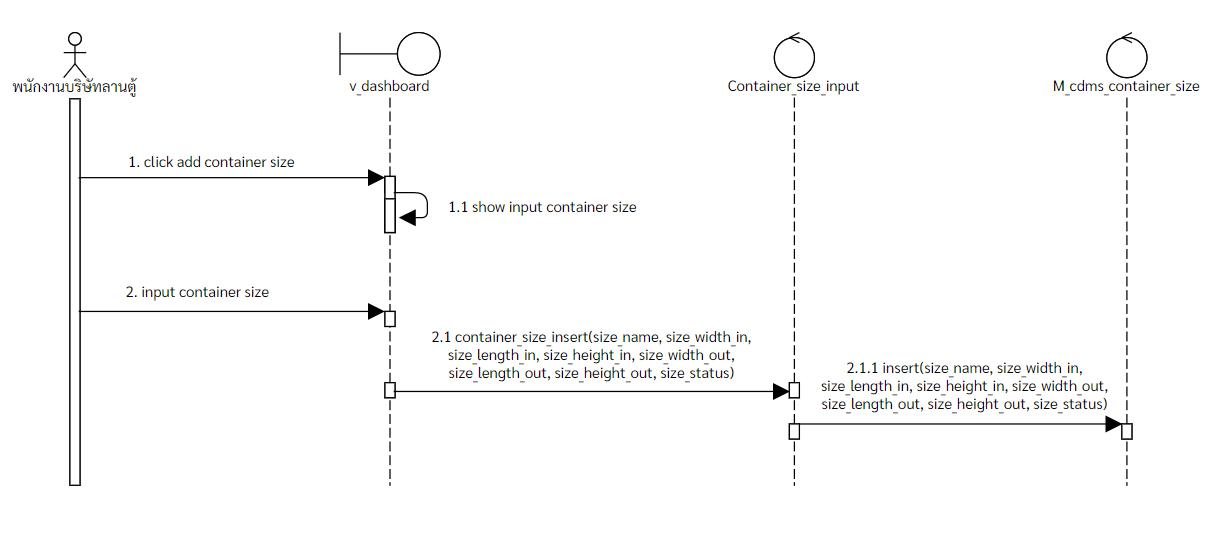 พนักงานบริษัทลานตู้
v_dashboard
Container_size_input
M_cdms_container_size
1. click add container size
1.1 show input container size
2. input container size
2.1 container_size_insert(size_name, size_width_in,
size_length_in, size_height_in, size_width_out,
size_length_out, size_height_out, size_status)
2.1.1 insert(size_name, size_width_in,
size_length_in, size_height_in, size_width_out,
size_length_out, size_height_out, size_status)